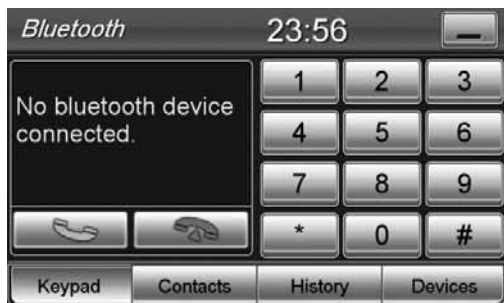 Bluetooth 23:56
No bluetooth device
connected.
1 2 3
4 5 6
7 8 9
* 0 #
Keypad Contacts History Devices